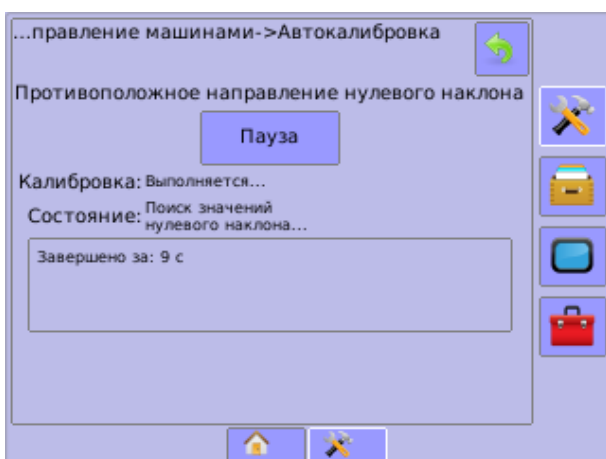 ...правление машинами->Автокалибровка
Противоположное направление нулевого наклона
Пауза
Калибровка: Выполняется...
Состояние: Поиск значений
нулевого наклона...
Завершено за: 9 с